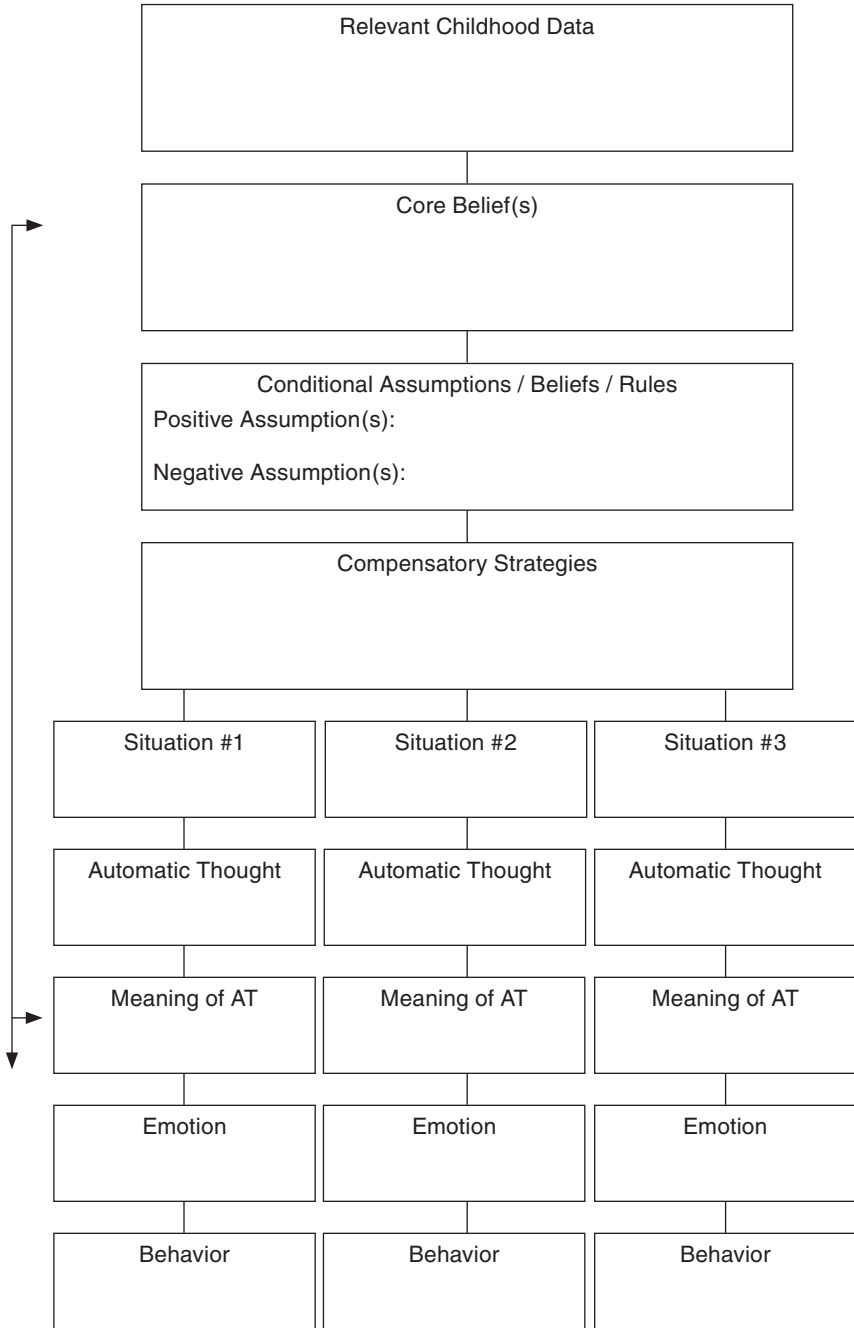 Relevant Childhood Data
Core Belief(s)
Conditional Assumptions / Beliefs / Rules
Positive Assumption(s):
Negative Assumption(s):
Compensatory Strategies
Situation #1
Situation #2
Situation #3
Automatic Thought
Automatic Thought
Automatic Thought
Meaning of AT
Meaning of AT
Meaning of AT
Emotion
Emotion
Emotion
Behavior
Behavior
Behavior